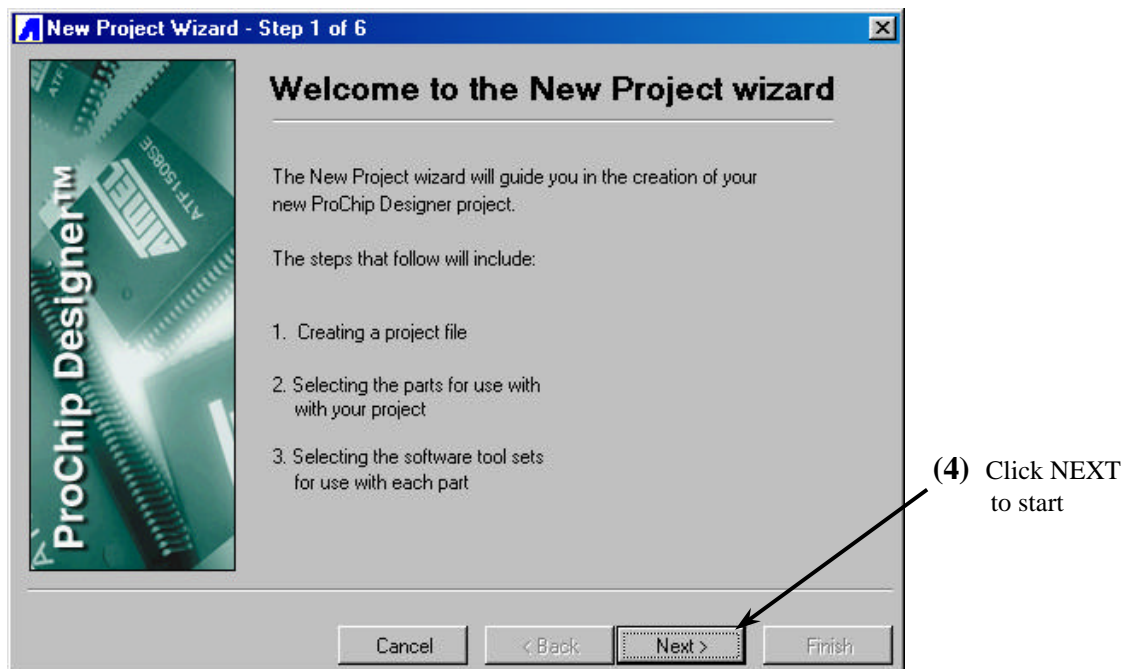 New Project Wizard - Step 1 of 6
ATF1
ATMEL
ATF1508SE
ProChip Designer™
Welcome to the New Project wizard
The New Project wizard will guide you in the creation of your
new ProChip Designer project.
The steps that follow will include:
1. Creating a project file
2. Selecting the parts for use with
with your project
3. Selecting the software tool sets
for use with each part
(4) Click NEXT
to start
Cancel
< Back
Next >
Finish